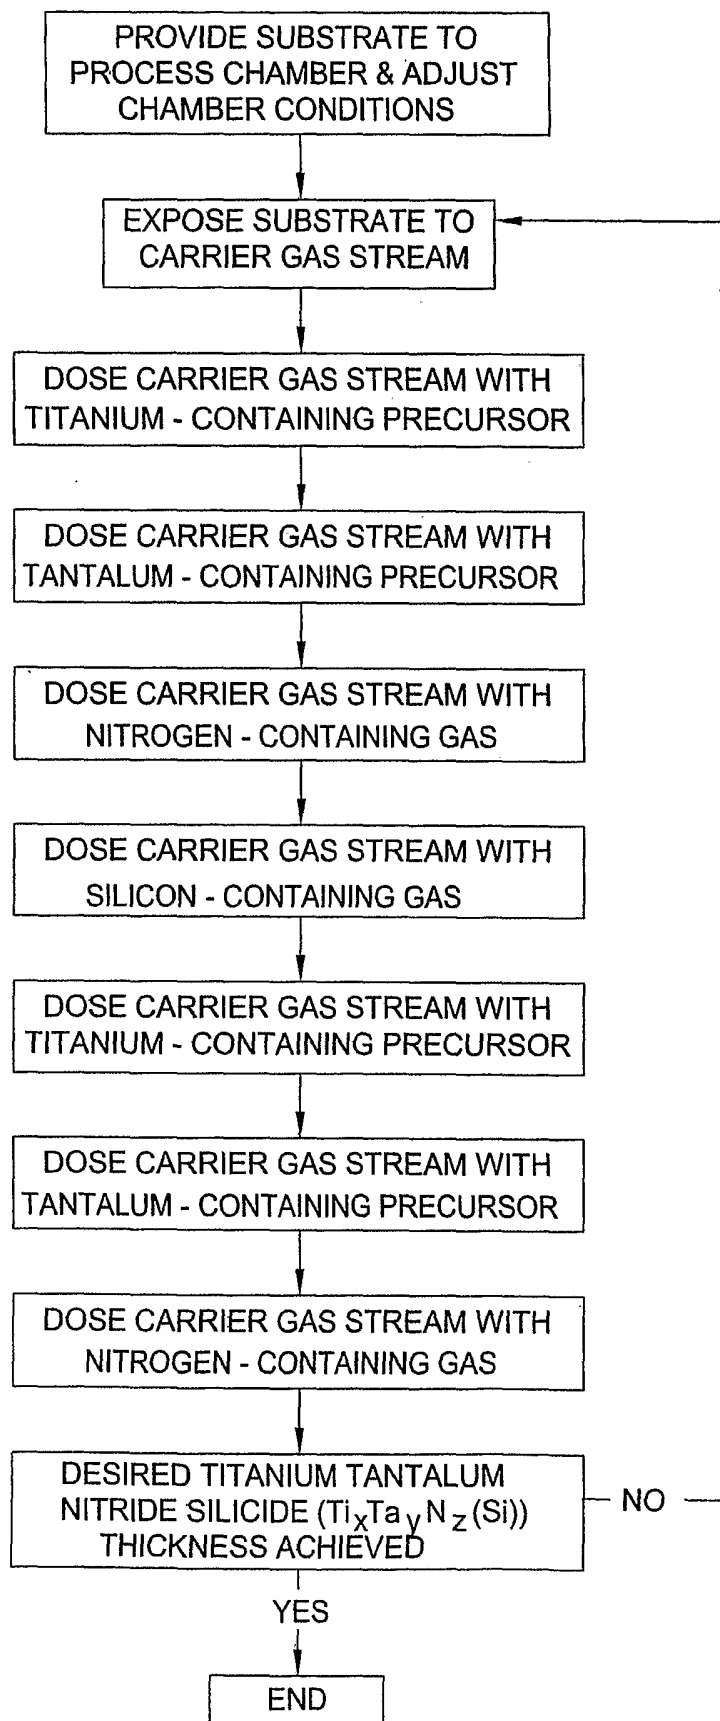 PROVIDE SUBSTRATE TO
PROCESS CHAMBER & ADJUST
CHAMBER CONDITIONS
EXPOSE SUBSTRATE TO
CARRIER GAS STREAM
DOSE CARRIER GAS STREAM WITH
TITANIUM - CONTAINING PRECURSOR
DOSE CARRIER GAS STREAM WITH
TANTALUM - CONTAINING PRECURSOR
DOSE CARRIER GAS STREAM WITH
NITROGEN - CONTAINING GAS
DOSE CARRIER GAS STREAM WITH
SILICON - CONTAINING GAS
DOSE CARRIER GAS STREAM WITH
TITANIUM - CONTAINING PRECURSOR
DOSE CARRIER GAS STREAM WITH
TANTALUM - CONTAINING PRECURSOR
DOSE CARRIER GAS STREAM WITH
NITROGEN - CONTAINING GAS
DESIRED TITANIUM TANTALUM
NITRIDE SILICIDE (TixTayNz(Si))
THICKNESS ACHIEVED
NO
YES
END